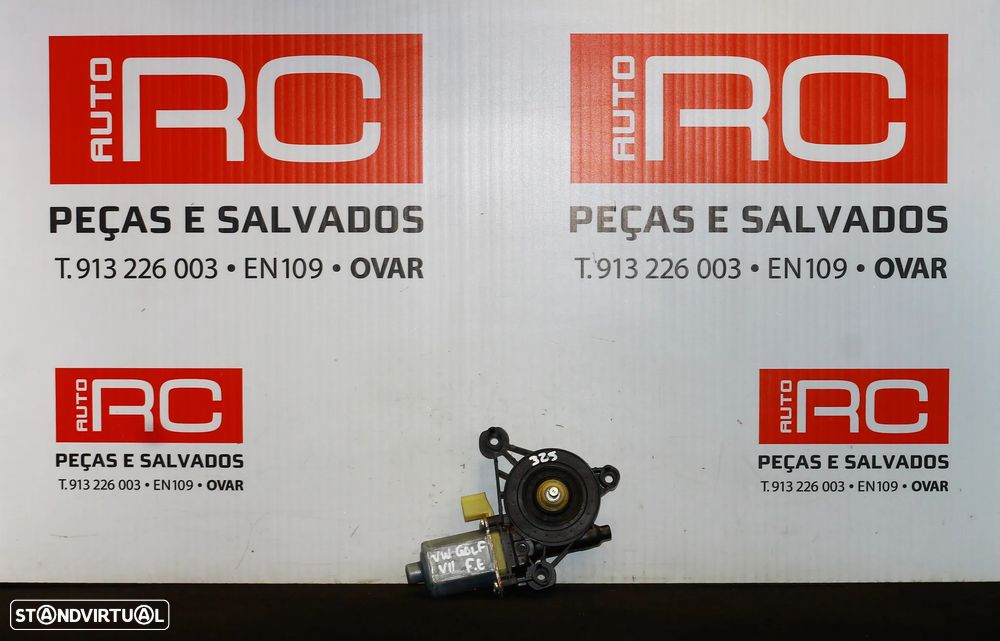 AUTO RC
PEÇAS E SALVADOS
T. 913 226 003 • EN109 • OVAR
AUTO RC
PEÇAS E SALVADOS
T. 913 226 003 • EN109 • OVAR
AUTO RC
PEÇAS E SALVADOS
T. 913 226 003 • EN109 • OVAR
AUTO RC
PEÇAS E SALVADOS
T. 913 226 003 • EN109 • OVAR
325
VW GOLF
VII F.E
STANDVIRTUAL